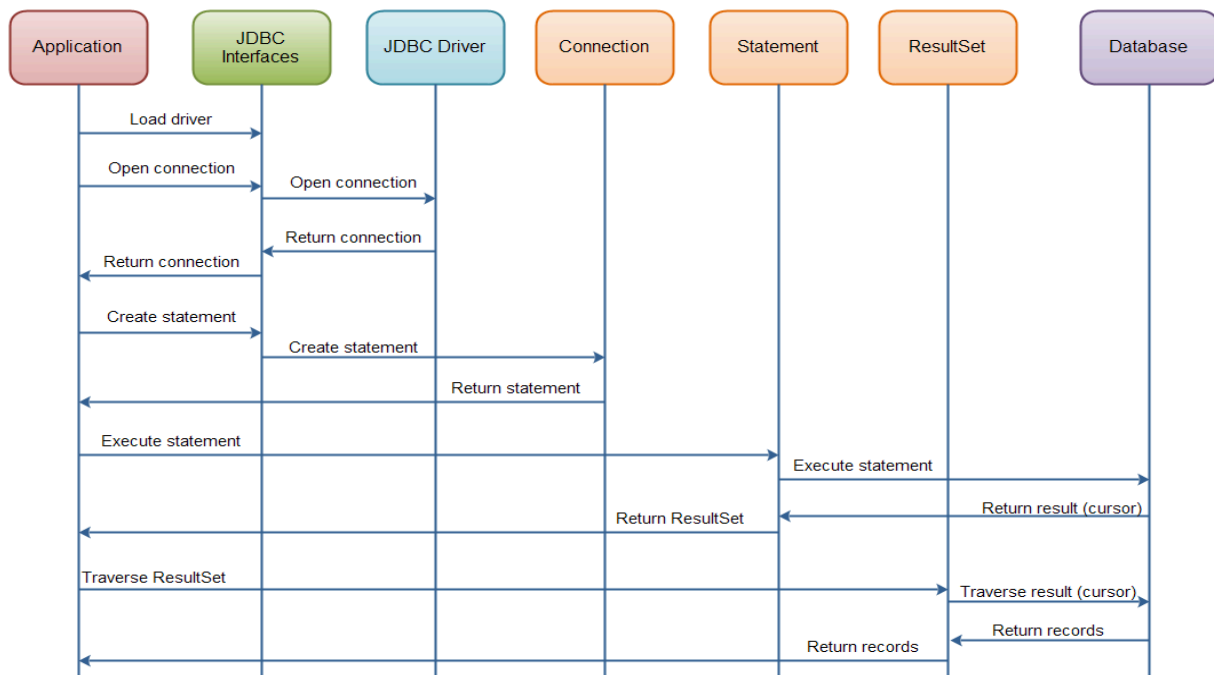 Application
JDBC
Interfaces
JDBC Driver
Connection
Statement
ResultSet
Database
Load driver
Open connection
Open connection
Return connection
Return connection
Create statement
Create statement
Return statement
Execute statement
Execute statement
Return result (cursor)
Return ResultSet
Traverse ResultSet
Traverse result (cursor)
Return records
Return records